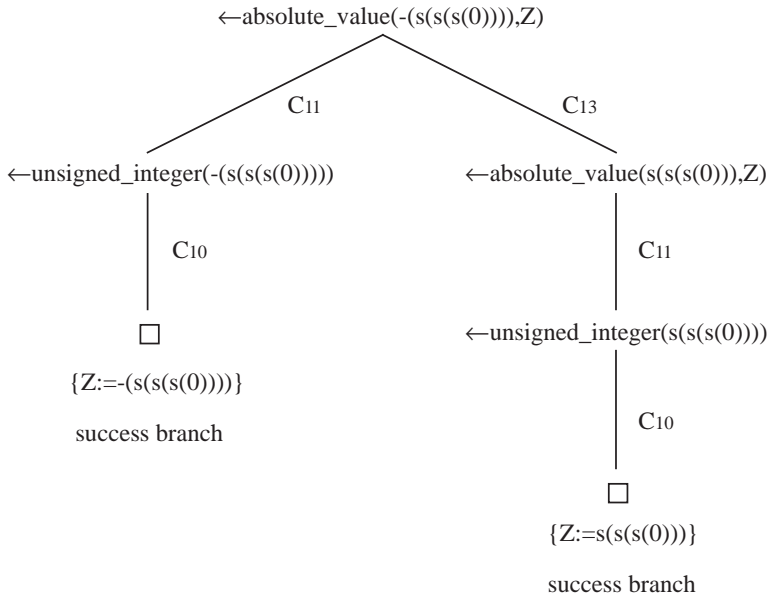 ←absolute_value(-(s(s(s(0)))),Z)
C11
C13
←unsigned_integer(-(s(s(s(0)))))
←absolute_value(s(s(s(0))),Z)
C10
C11
←unsigned_integer(s(s(s(0))))
{Z:=-(s(s(s(0))))}
success branch
C10
{Z:=s(s(s(0)))}
success branch